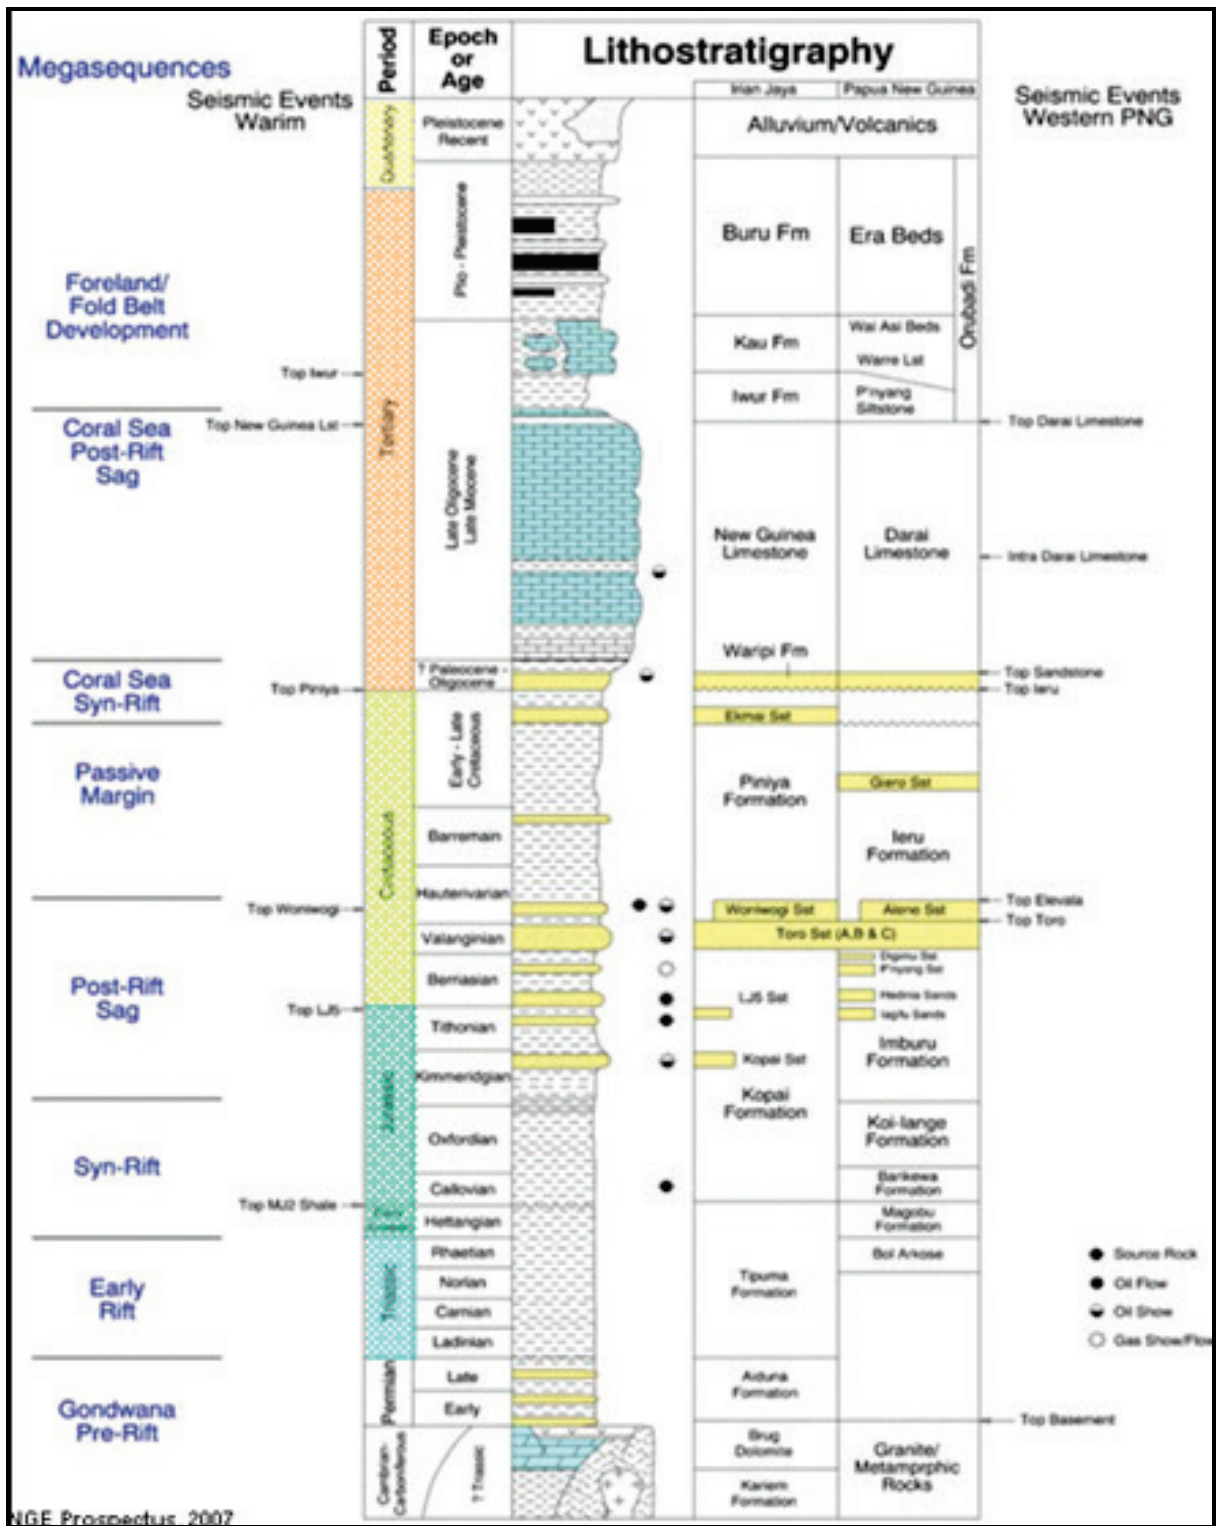 Megasequences
Seismic Events
Warim
Period
Epoch
or
Age
Lithostratigraphy
Irian Jaya
Papua New Guinea
Seismic Events
Western PNG
Quaternary
Pleistocene
Recent
Alluvium/Volcanics
Foreland/
Fold Belt
Development
Tertiary
Plio - Pleistocene
Buru Fm
Era Beds
Orubadi Fm
Kau Fm
Wai Asi Beds
Warre Lst
Top Iwur
Iwur Fm
P'nyang
Siltstone
Coral Sea
Post-Rift
Sag
Top New Guinea Lst
Top Darai Limestone
Late Oligocene
Late Miocene
New Guinea
Limestone
Darai
Limestone
Intra Darai Limestone
Waripi Fm
Coral Sea
Syn-Rift
? Paleocene -
Oligocene
Top Sandstone
Top Piniya
Top Ieru
Ekmai Sst
Passive
Margin
Cretaceous
Early - Late
Cretaceous
Piniya
Formation
Giero Sst
Barremain
Ieru
Formation
Hauterivarian
Top Woniwogi
Woniwogi Sst
Alene Sst
Top Elevala
Top Toro
Valanginian
Toro Sst (A,B & C)
Post-Rift
Sag
Berriasian
Digimu Sst
P'nyang Sst
LJ5 Sst
Hedinia Sands
Iagifu Sands
Top LJ5
Jurassic
Tithonian
Imburu
Formation
Kopai Sst
Kimmeridgian
Kopai
Formation
Syn-Rift
Oxfordian
Koi-Iange
Formation
Callovian
Barikewa
Formation
Top MJ2 Shale
Hettangian
Magobu
Formation
Early
Rift
Triassic
Rhaetian
Bol Arkose
Norian
Tipuma
Formation
Carnian
Ladinian
Source Rock
Oil Flow
Oil Show
Gas Show/Flow
Gondwana
Pre-Rift
Permian
Late
Aiduna
Formation
Early
Top Basement
Cambrian-
Carboniferous
? Triassic
Brug
Dolomite
Granite/
Metamprphic
Rocks
Kariem
Formation
NGE Prospectus, 2007